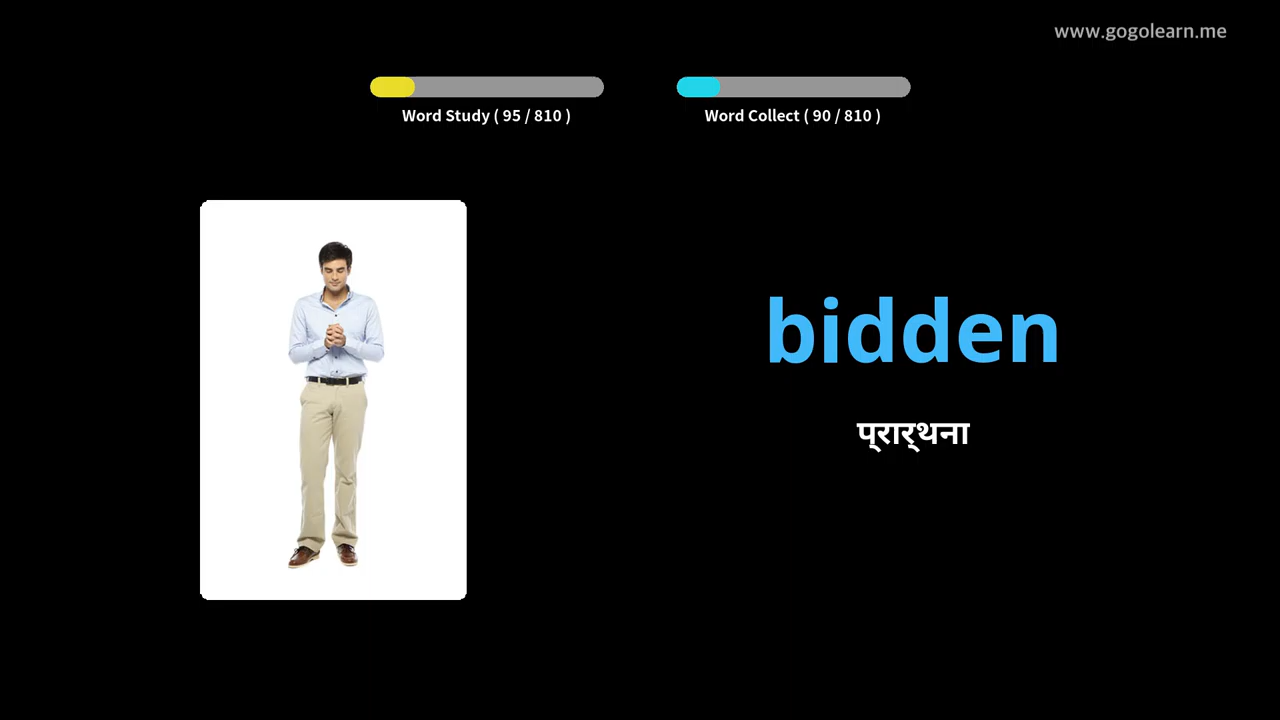 www.gogolearn.me
Word Study ( 95 / 810 )
Word Collect ( 90 / 810 )
bidden
प्रार्थना